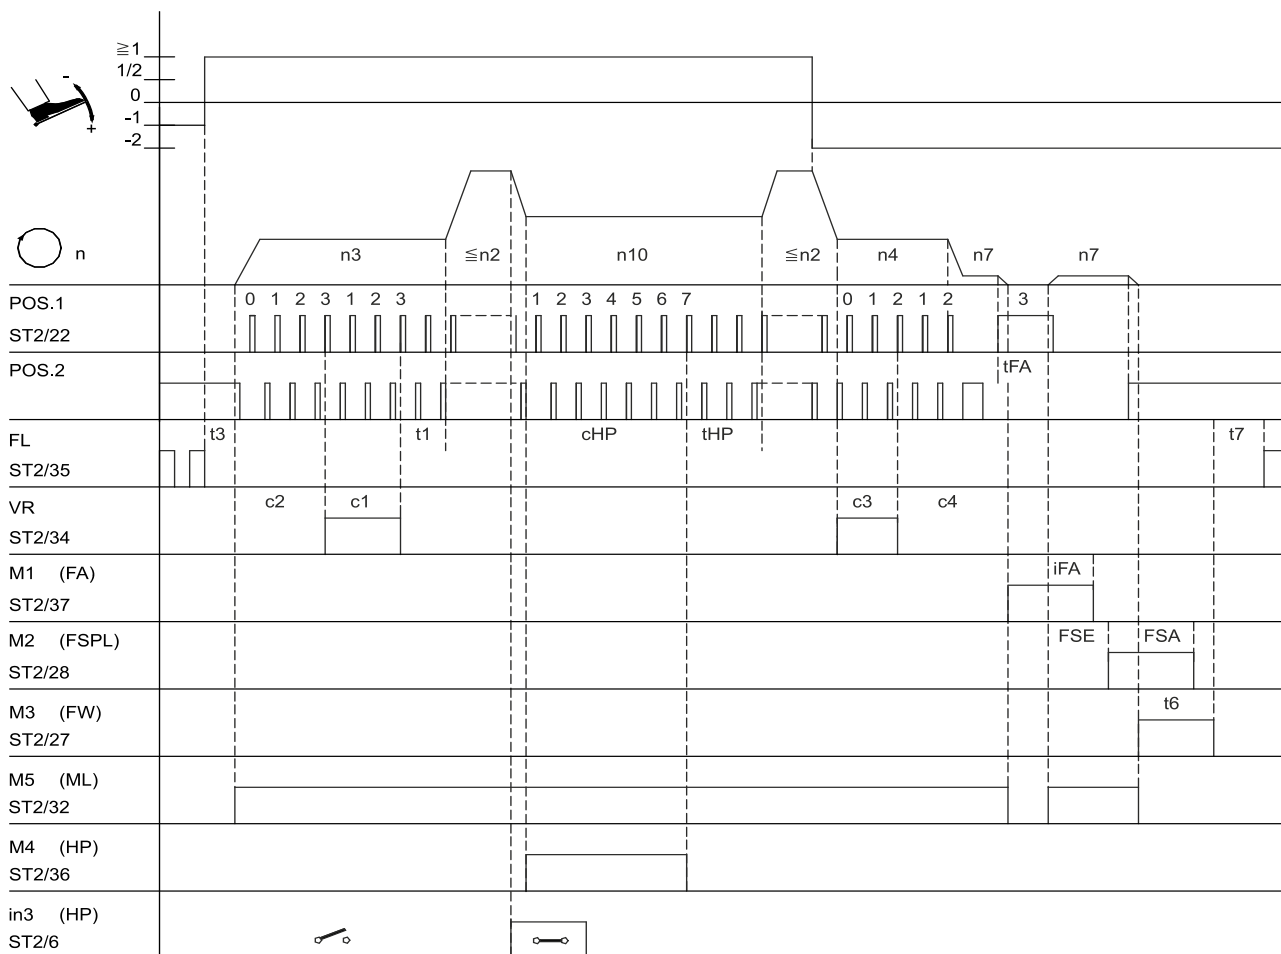 ≧1
1/2
0
-1
-2
-
+
n
n3 ≦n2 n10 ≦n2 n4 n7 n7
POS.1 0 1 2 3 1 2 3 1 2 3 4 5 6 7 0 1 2 1 2 3
ST2/22
POS.2 tFA
FL t3 t1 cHP tHP t7
ST2/35
VR c2 c1 c3 c4
ST2/34
M1 (FA) iFA
ST2/37
M2 (FSPL) FSE FSA
ST2/28
M3 (FW) t6
ST2/27
M5 (ML)
ST2/32
M4 (HP)
ST2/36
in3 (HP)
ST2/6